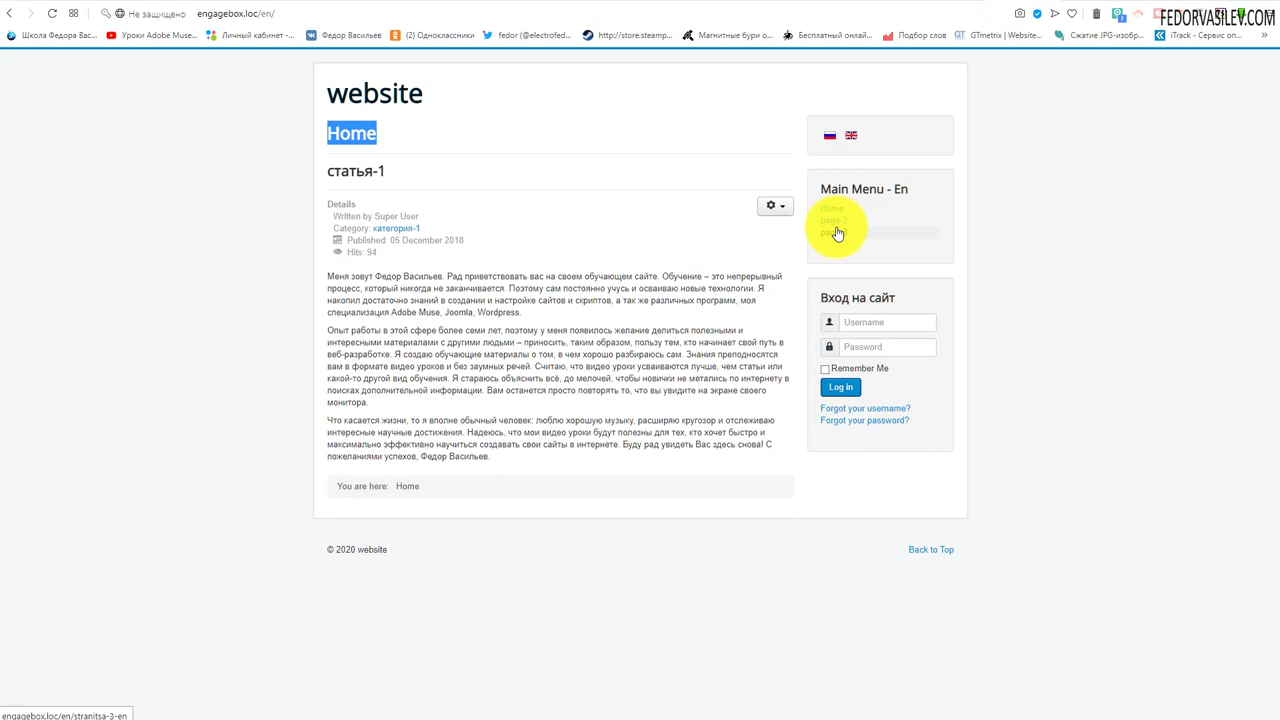 Не защищено engagebox.loc/en/
FEDORVASILEV.COM
Школа Федора Вас... Уроки Adobe Muse... Личный кабинет -... Федор Васильев (2) Одноклассники fedor (@electrofed... http://store.steamp... Магнитные бури о... Бесплатный онлай... Подбор слов GTmetrix | Website... Сжатие JPG-изобр... iTrack - Сервис оп...
website
Home
статья-1
Details
Written by Super User
Category: категория-1
Published: 05 December 2018
Hits: 94
Меня зовут Федор Васильев. Рад приветствовать вас на своем обучающем сайте. Обучение – это непрерывный
процесс, который никогда не заканчивается. Поэтому сам постоянно учусь и осваиваю новые технологии. Я
накопил достаточно знаний в создании и настройке сайтов и скриптов, а так же различных программ, моя
специализация Adobe Muse, Joomla, Wordpress.
Опыт работы в этой сфере более семи лет, поэтому у меня появилось желание делиться полезными и
интересными материалами с другими людьми – приносить, таким образом, пользу тем, кто начинает свой путь в
веб-разработке. Я создаю обучающие материалы о том, в чем хорошо разбираюсь сам. Знания преподносятся
вам в формате видео уроков и без заумных речей. Считаю, что видео уроки усваиваются лучше, чем статьи или
какой-то другой вид обучения. Я стараюсь объяснить всё, до мелочей, чтобы новички не метались по интернету в
поисках дополнительной информации. Вам останется просто повторять то, что вы увидите на экране своего
монитора.
Что касается жизни, то я вполне обычный человек: люблю хорошую музыку, расширяю кругозор и отслеживаю
интересные научные достижения. Надеюсь, что мои видео уроки будут полезны для тех, кто хочет быстро и
максимально эффективно научиться создавать свои сайты в интернете. Буду рад увидеть Вас здесь снова! С
пожеланиями успехов, Федор Васильев.
You are here: Home
Main Menu - En
Home
page-2
Вход на сайт
Username
Password
Remember Me
Log in
Forgot your username?
Forgot your password?
© 2020 website
Back to Top
engagebox.loc/en/stranitsa-3-en